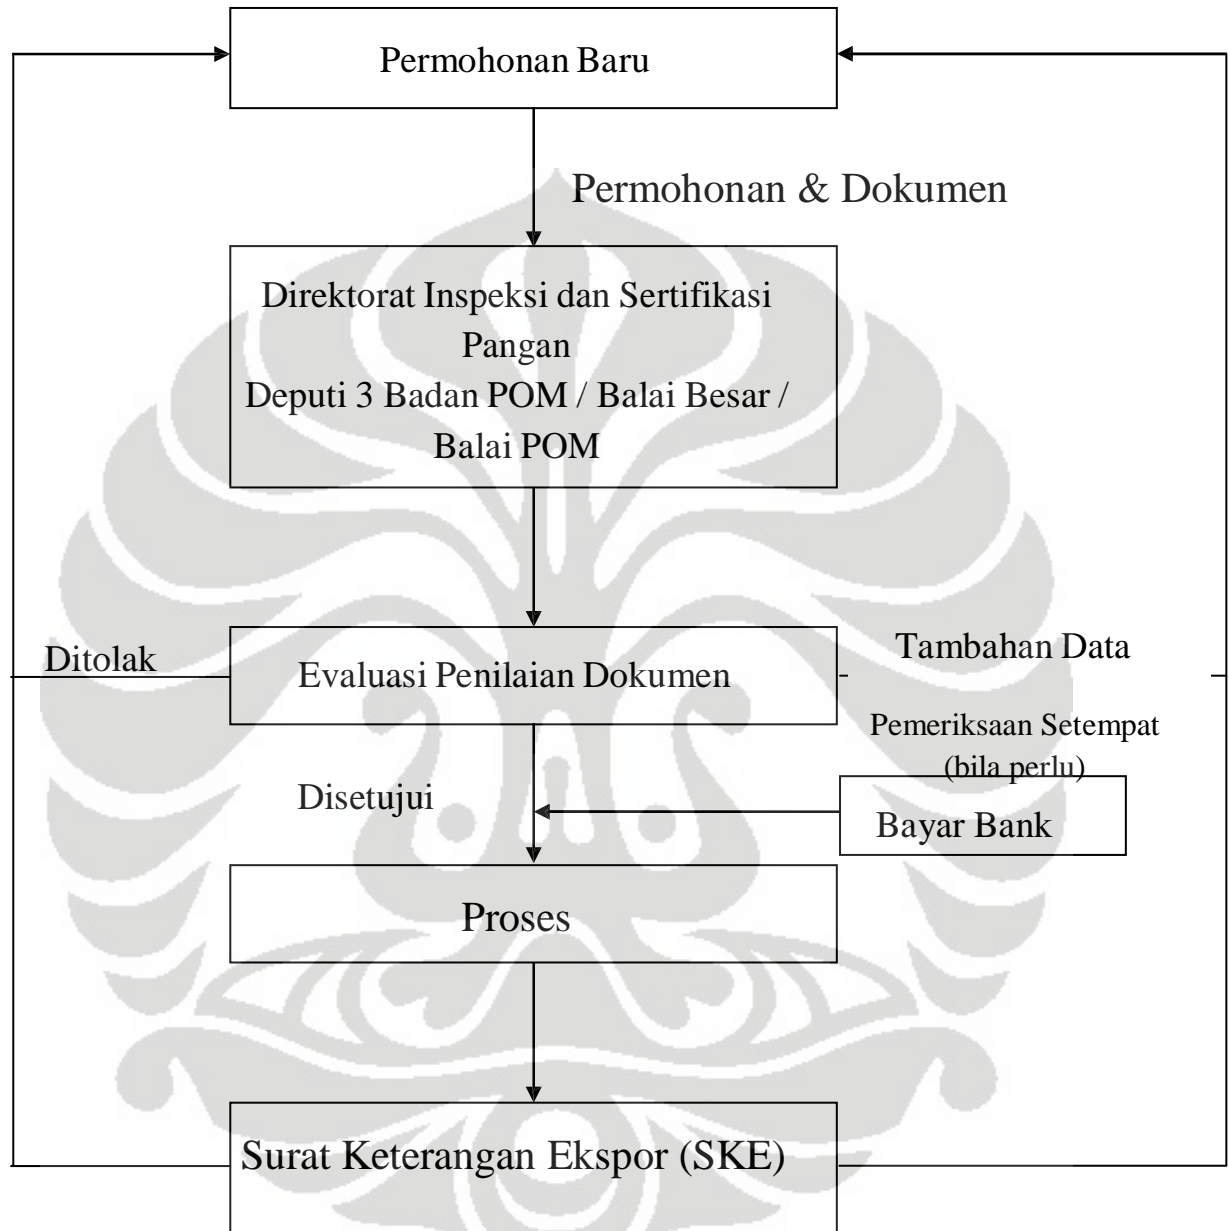 Permohonan Baru
Permohonan & Dokumen
Direktorat Inspeksi dan Sertifikasi
Pangan
Deputi 3 Badan POM / Balai Besar /
Balai POM
Ditolak
Evaluasi Penilaian Dokumen
Tambahan Data
Pemeriksaan Setempat
(bila perlu)
Disetujui
Bayar Bank
Proses
Surat Keterangan Ekspor (SKE)